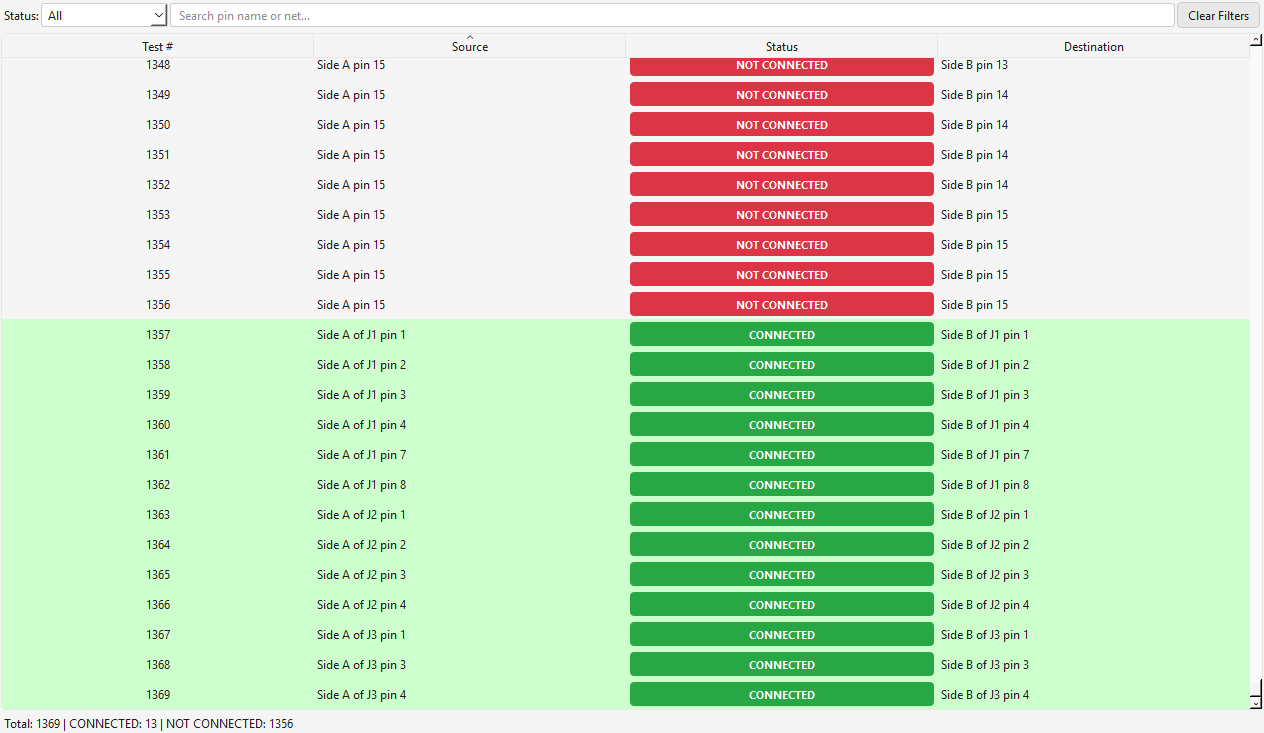 Status: All Search pin name or net... Clear Filters
Test # Source Status Destination
1348 Side A pin 15 NOT CONNECTED Side B pin 13
1349 Side A pin 15 NOT CONNECTED Side B pin 14
1350 Side A pin 15 NOT CONNECTED Side B pin 14
1351 Side A pin 15 NOT CONNECTED Side B pin 14
1352 Side A pin 15 NOT CONNECTED Side B pin 14
1353 Side A pin 15 NOT CONNECTED Side B pin 15
1354 Side A pin 15 NOT CONNECTED Side B pin 15
1355 Side A pin 15 NOT CONNECTED Side B pin 15
1356 Side A pin 15 NOT CONNECTED Side B pin 15
1357 Side A of J1 pin 1 CONNECTED Side B of J1 pin 1
1358 Side A of J1 pin 2 CONNECTED Side B of J1 pin 2
1359 Side A of J1 pin 3 CONNECTED Side B of J1 pin 3
1360 Side A of J1 pin 4 CONNECTED Side B of J1 pin 4
1361 Side A of J1 pin 7 CONNECTED Side B of J1 pin 7
1362 Side A of J1 pin 8 CONNECTED Side B of J1 pin 8
1363 Side A of J2 pin 1 CONNECTED Side B of J2 pin 1
1364 Side A of J2 pin 2 CONNECTED Side B of J2 pin 2
1365 Side A of J2 pin 3 CONNECTED Side B of J2 pin 3
1366 Side A of J2 pin 4 CONNECTED Side B of J2 pin 4
1367 Side A of J3 pin 1 CONNECTED Side B of J3 pin 1
1368 Side A of J3 pin 3 CONNECTED Side B of J3 pin 3
1369 Side A of J3 pin 4 CONNECTED Side B of J3 pin 4
Total: 1369 | CONNECTED: 13 | NOT CONNECTED: 1356